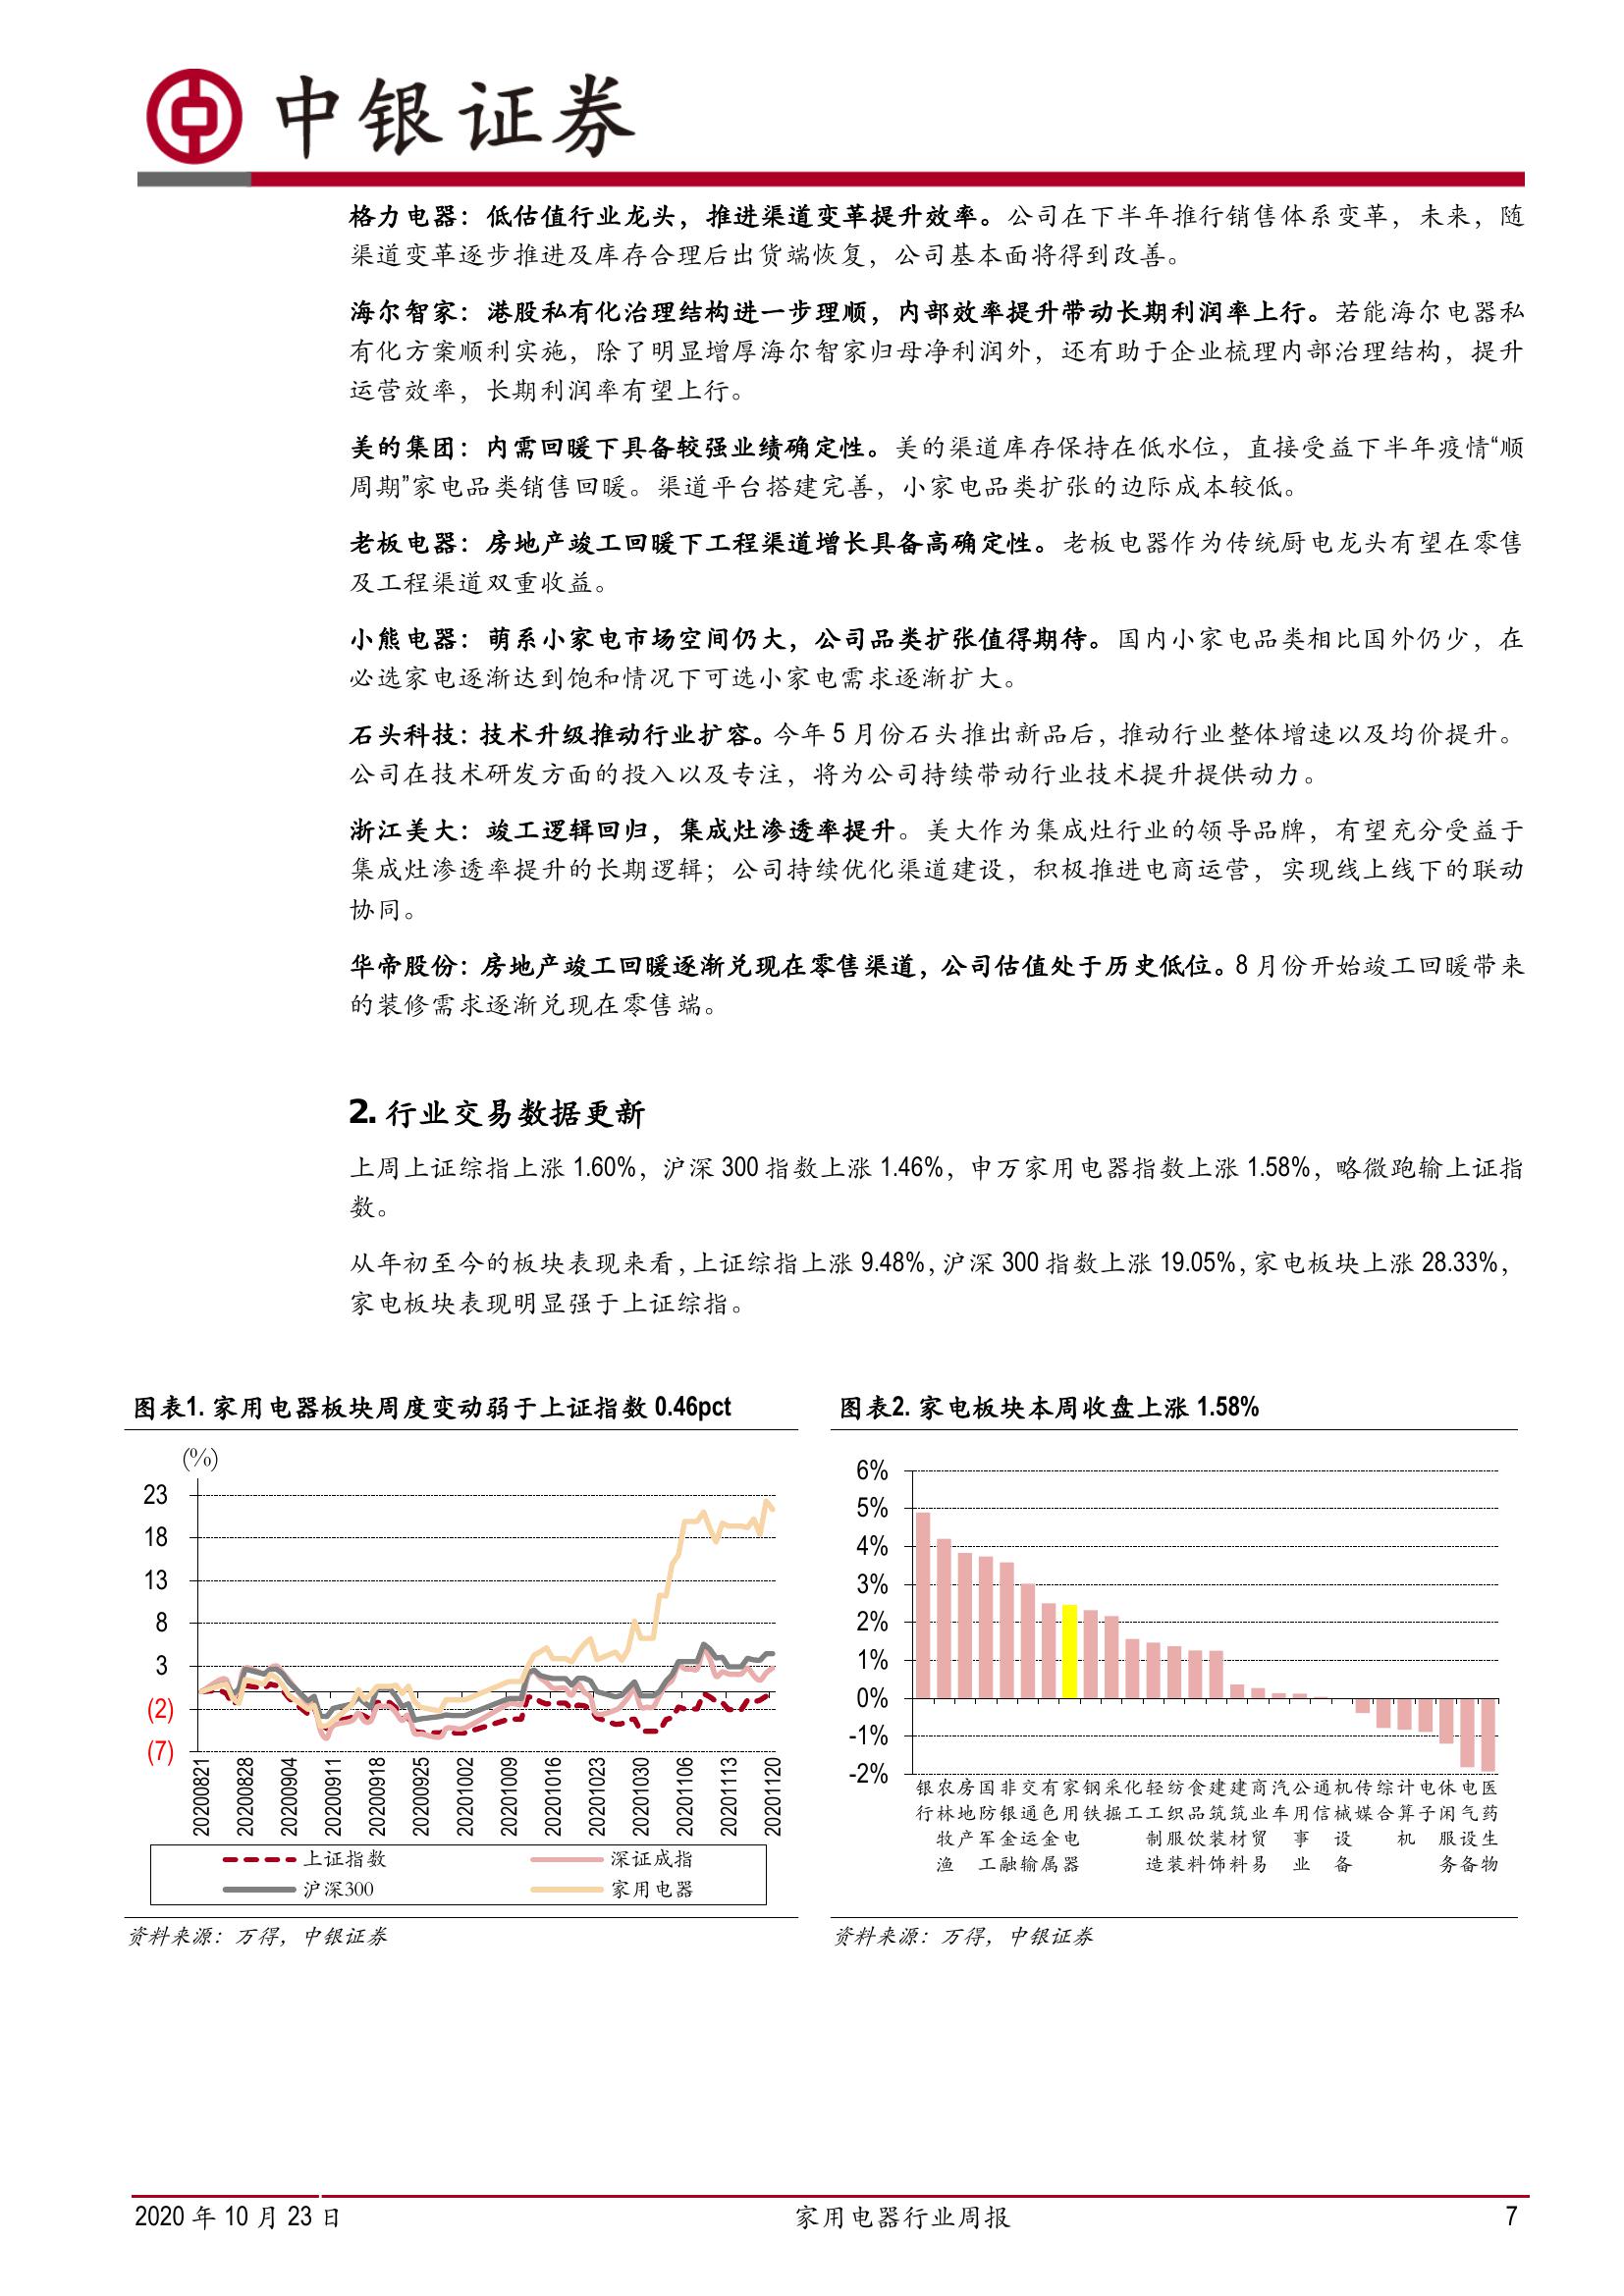 中银证券
格力电器：低估值行业龙头，推进渠道变革提升效率。公司在下半年推行销售体系变革，未来，随
渠道变革逐步推进及库存合理后出货端恢复，公司基本面将得到改善。
海尔智家：港股私有化治理结构进一步理顺，内部效率提升带动长期利润率上行。若能海尔电器私
有化方案顺利实施，除了明显增厚海尔智家归母净利润外，还有助于企业梳理内部治理结构，提升
运营效率，长期利润率有望上行。
美的集团：内需回暖下具备较强业绩确定性。美的渠道库存保持在低水位，直接受益下半年疫情“顺
周期”家电品类销售回暖。渠道平台搭建完善，小家电品类扩张的边际成本较低。
老板电器：房地产竣工回暖下工程渠道增长具备高确定性。老板电器作为传统厨电龙头有望在零售
及工程渠道双重收益。
小熊电器：萌系小家电市场空间仍大，公司品类扩张值得期待。国内小家电品类相比国外仍少，在
必选家电逐渐达到饱和情况下可选小家电需求逐渐扩大。
石头科技：技术升级推动行业扩容。今年 5 月份石头推出新品后，推动行业整体增速以及均价提升。
公司在技术研发方面的投入以及专注，将为公司持续带动行业技术提升提供动力。
浙江美大：竣工逻辑回归，集成灶渗透率提升。美大作为集成灶行业的领导品牌，有望充分受益于
集成灶渗透率提升的长期逻辑；公司持续优化渠道建设，积极推进电商运营，实现线上线下的联动
协同。
华帝股份：房地产竣工回暖逐渐兑现在零售渠道，公司估值处于历史低位。8 月份开始竣工回暖带来
的装修需求逐渐兑现在零售端。
2. 行业交易数据更新
上周上证综指上涨 1.60%，沪深 300 指数上涨 1.46%，申万家用电器指数上涨 1.58%，略微跑输上证指
数。
从年初至今的板块表现来看，上证综指上涨 9.48%，沪深 300 指数上涨 19.05%，家电板块上涨 28.33%，
家电板块表现明显强于上证综指。
图表1. 家用电器板块周度变动弱于上证指数 0.46pct
(%)
23
18
13
8
3
(2)
(7)
20200821
20200828
20200904
20200911
20200918
20200925
20201002
20201009
20201016
20201023
20201030
20201106
20201113
20201120
上证指数
深证成指
沪深300
家用电器
资料来源：万得，中银证券
图表2. 家电板块本周收盘上涨 1.58%
6%
5%
4%
3%
2%
1%
0%
-1%
-2%
银行
农林牧渔
房地产
国防军工
非银金融
交通运输
有色金属
家用电器
钢铁
采掘
化工
轻工制造
纺织服装
食品饮料
建筑装饰
建筑材料
商业贸易
汽车
公用事业
通信
机械设备
传媒
综合
计算机
电子
休闲服务
电气设备
医药生物
资料来源：万得，中银证券
2020 年 10 月 23 日
家用电器行业周报
7